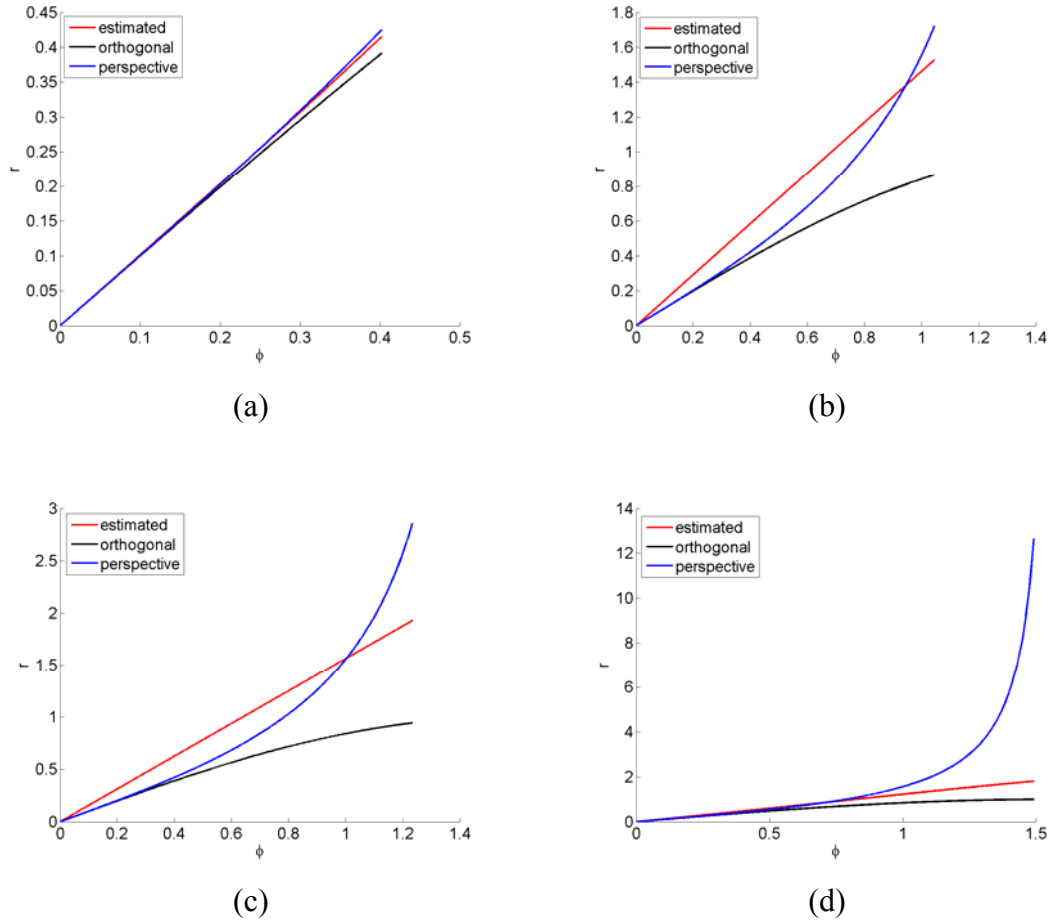 0.45
0.4
0.35
0.3
0.25
0.2
0.15
0.1
0.05
0
r
estimated
orthogonal
perspective
0 0.1 0.2 0.3 0.4 0.5
ϕ
(a)
1.8
1.6
1.4
1.2
1
0.8
0.6
0.4
0.2
0
r
estimated
orthogonal
perspective
0 0.2 0.4 0.6 0.8 1 1.2 1.4
ϕ
(b)
3
2.5
2
1.5
1
0.5
0
r
estimated
orthogonal
perspective
0 0.2 0.4 0.6 0.8 1 1.2 1.4
ϕ
(c)
14
12
10
8
6
4
2
0
r
estimated
orthogonal
perspective
0 0.5 1 1.5
ϕ
(d)